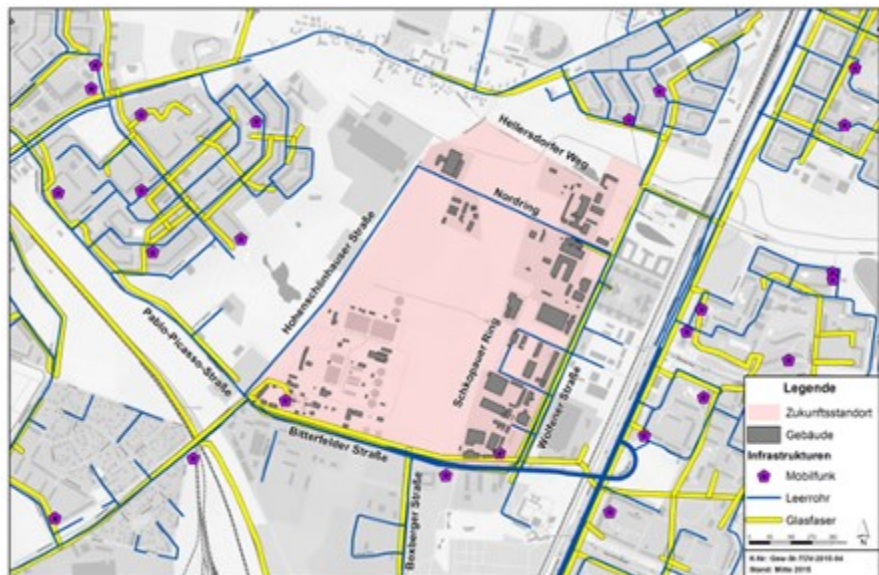 Hellersdorfer Weg
Nordring
Hohenschönhauser Straße
Pablo-Picasso-Straße
Schkopauer Ring
Wolfener Straße
Bitterfelder Straße
Boxberger Straße
Legende
Zukunftsstandort
Gebäude
Infrastrukturen
Mobilfunk
Leerrohr
Glasfaser
N
Stand: Mitte 2015